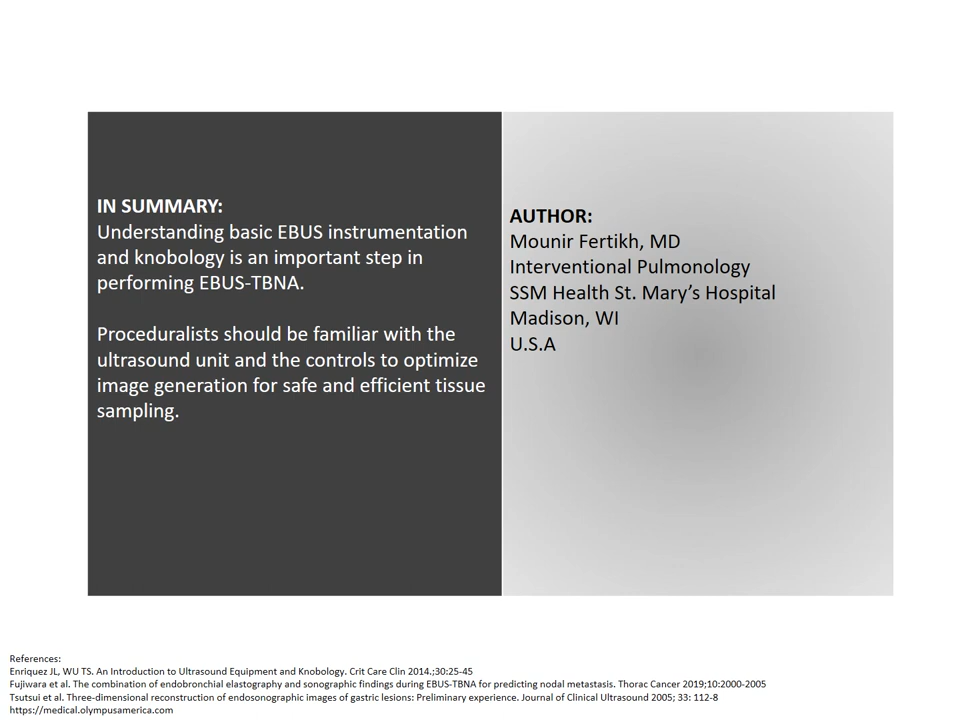 IN SUMMARY:
Understanding basic EBUS instrumentation
and knobology is an important step in
performing EBUS-TBNA.
Proceduralists should be familiar with the
ultrasound unit and the controls to optimize
image generation for safe and efficient tissue
sampling.
AUTHOR:
Mounir Fertikh, MD
Interventional Pulmonology
SSM Health St. Mary’s Hospital
Madison, WI
U.S.A
References:
Enriquez JL, WU TS. An Introduction to Ultrasound Equipment and Knobology. Crit Care Clin 2014.;30:25-45
Fujiwara et al. The combination of endobronchial elastography and sonographic findings during EBUS-TBNA for predicting nodal metastasis. Thorac Cancer 2019;10:2000-2005
Tsutsui et al. Three-dimensional reconstruction of endosonographic images of gastric lesions: Preliminary experience. Journal of Clinical Ultrasound 2005; 33: 112-8
https://medical.olympusamerica.com